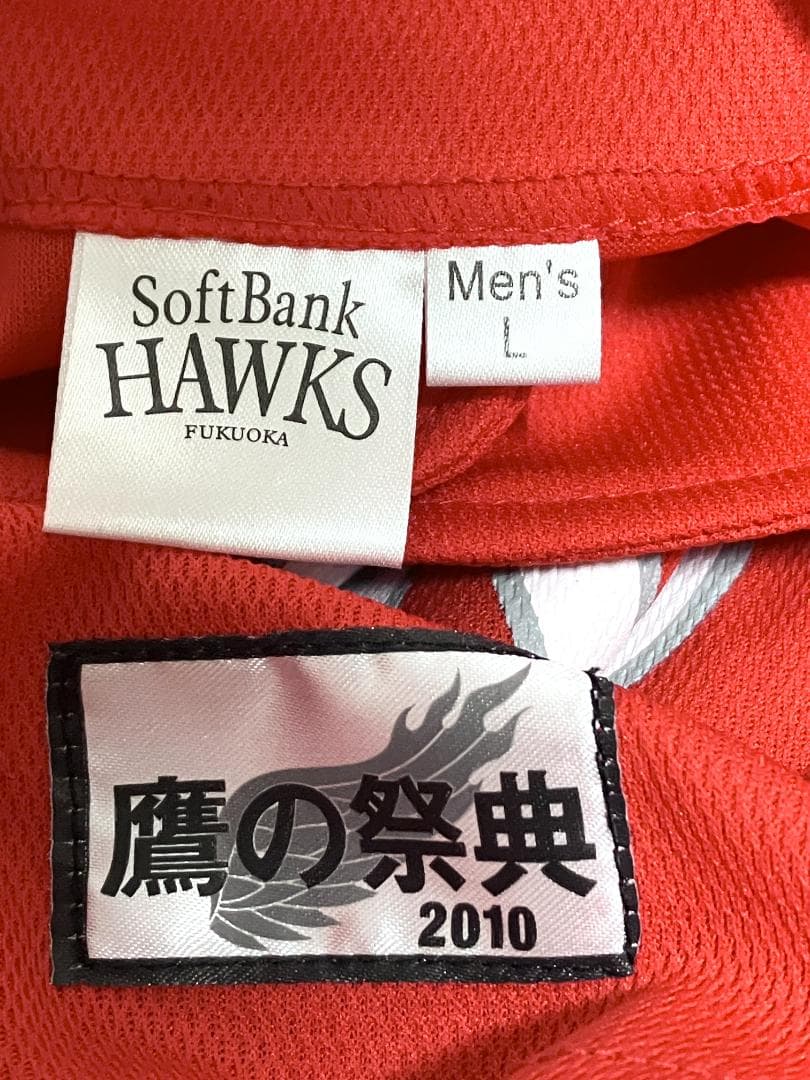 SoftBank
HAWKS
FUKUOKA
Men's
L
鷹の祭典
2010